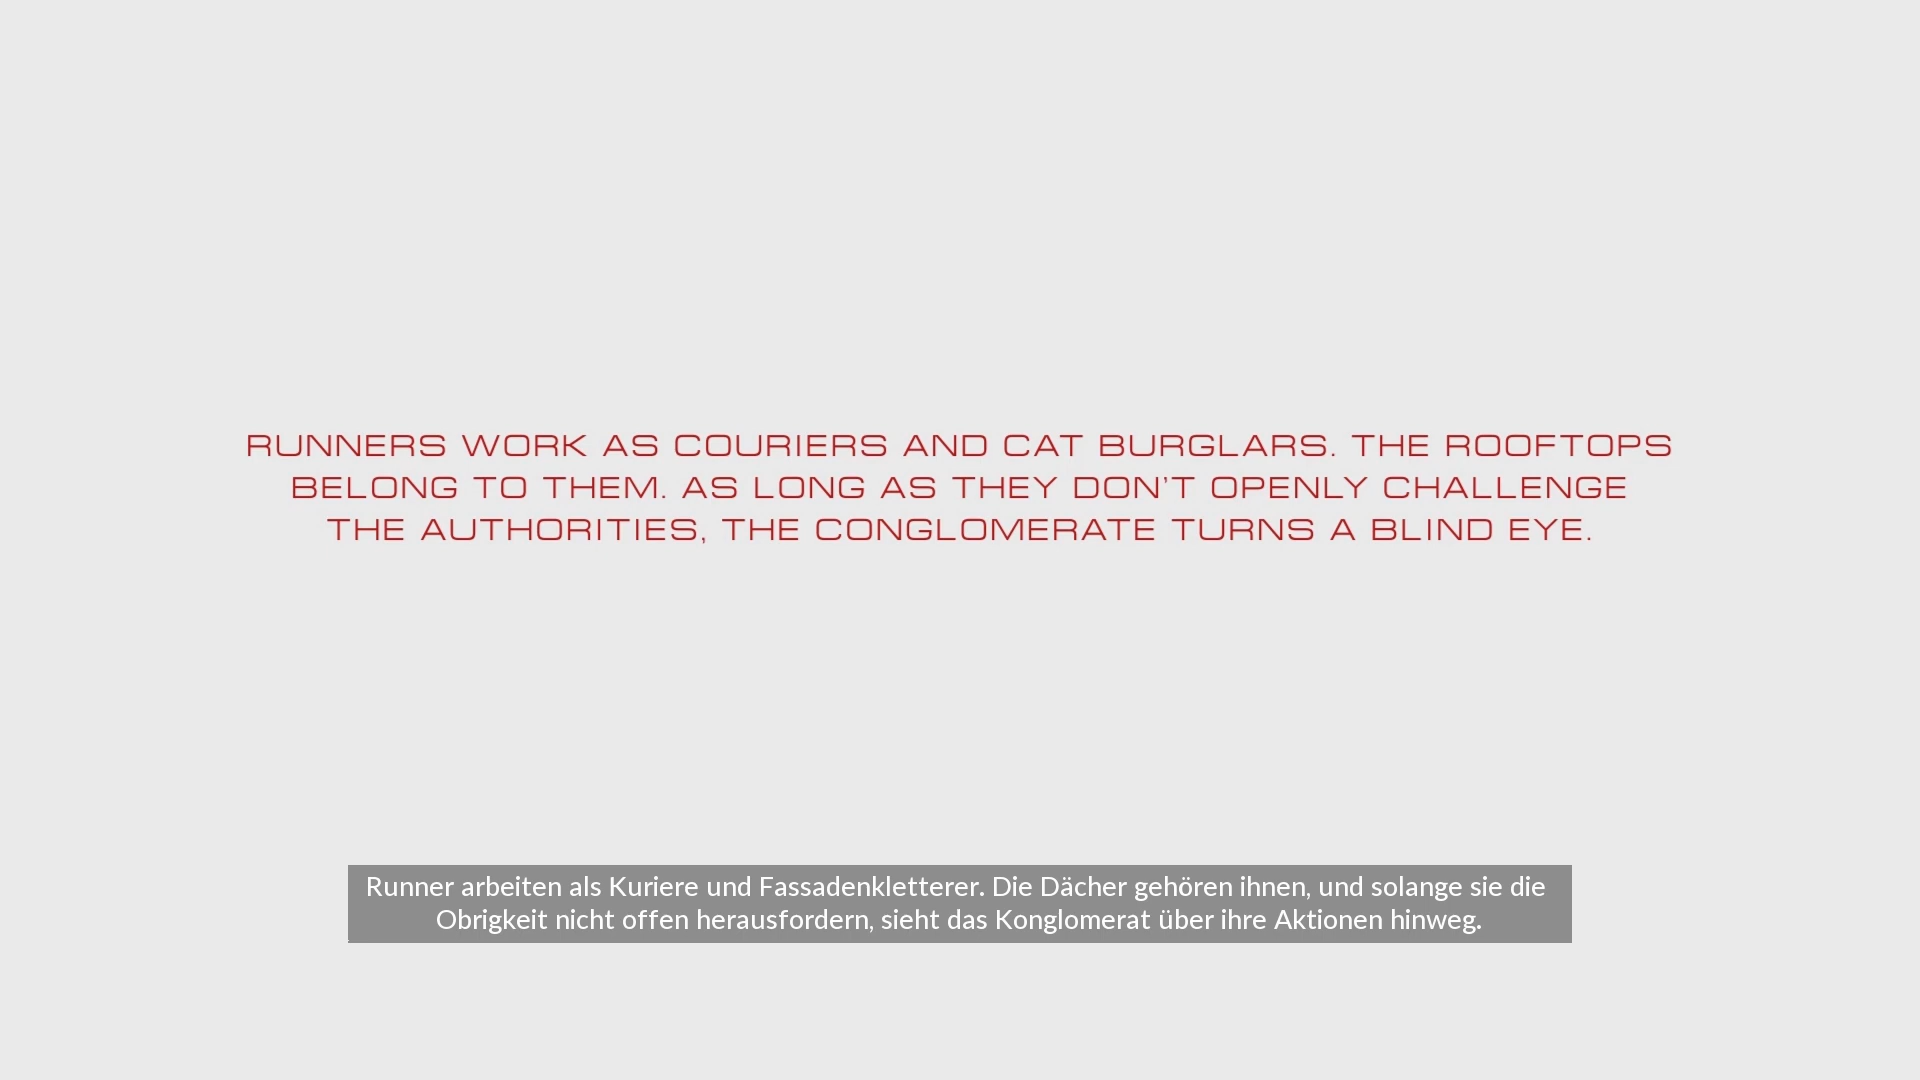 RUNNERS WORK AS COURIERS AND CAT BURGLARS. THE ROOFTOPS
BELONG TO THEM. AS LONG AS THEY DON'T OPENLY CHALLENGE
THE AUTHORITIES, THE CONGLOMERATE TURNS A BLIND EYE.
Runner arbeiten als Kuriere und Fassadenkletterer. Die Dächer gehören ihnen, und solange sie die
Obrigkeit nicht offen herausfordern, sieht das Konglomerat über ihre Aktionen hinweg.